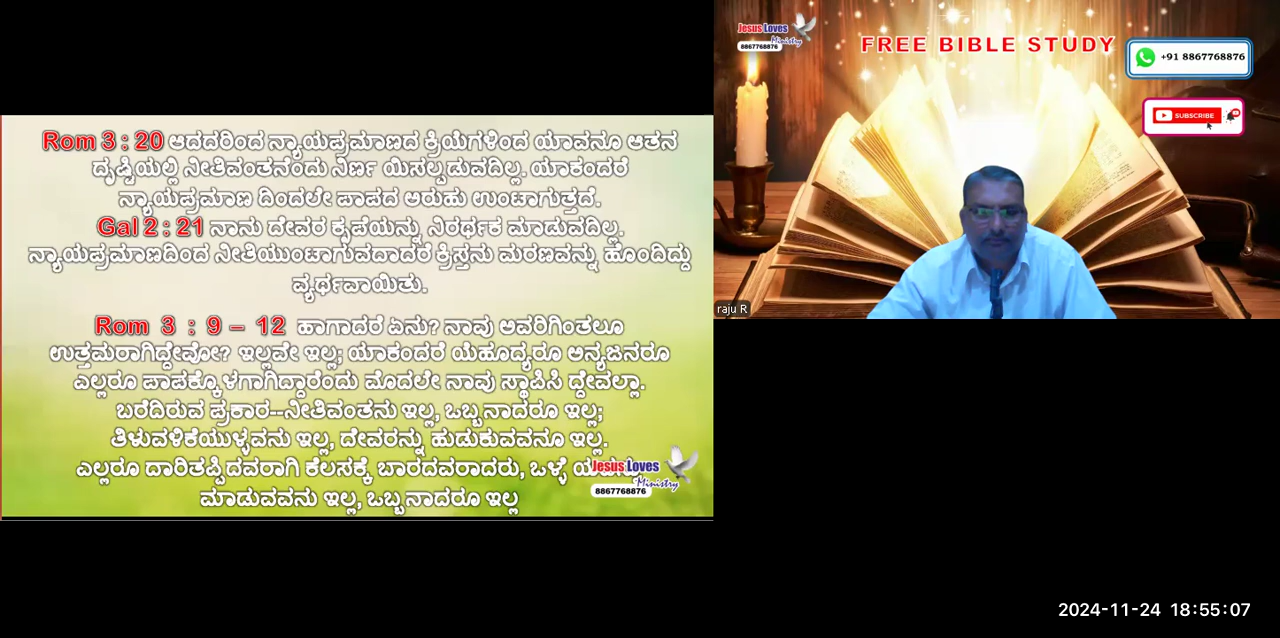 Rom 3 : 20 ಆದದರಿಂದ ನ್ಯಾಯಪ್ರಮಾಣದ ಕ್ರಿಯೆಗಳಿಂದ ಯಾವನೂ ಆತನ
ದೃಷ್ಟಿಯಲ್ಲಿ ನೀತಿವಂತನೆಂದು ನಿರ್ಣ ಯಿಸಲ್ಪಡುವದಿಲ್ಲ. ಯಾಕಂದರೆ
ನ್ಯಾಯಪ್ರಮಾಣ ದಿಂದಲೇ ಪಾಪದ ಅರುಹು ಉಂಟಾಗುತ್ತದೆ.
Gal 2 : 21 ನಾನು ದೇವರ ಕೃಪೆಯನ್ನು ನಿರರ್ಥಕ ಮಾಡುವದಿಲ್ಲ.
ನ್ಯಾಯಪ್ರಮಾಣದಿಂದ ನೀತಿಯುಂಟಾಗುವದಾದರೆ ಕ್ರಿಸ್ತನು ಮರಣವನ್ನು ಹೊಂದಿದ್ದು
ವ್ಯರ್ಥವಾಯಿತು.
Rom 3 : 9 – 12 ಹಾಗಾದರೆ ಏನು? ನಾವು ಅವರಿಗಿಂತಲೂ
ಉತ್ತಮರಾಗಿದ್ದೇವೋ? ಇಲ್ಲವೇ ಇಲ್ಲ; ಯಾಕಂದರೆ ಯೆಹೂದ್ಯರೂ ಅನ್ಯಜನರೂ
ಎಲ್ಲರೂ ಪಾಪಕ್ಕೊಳಗಾಗಿದ್ದಾರೆಂದು ಮೊದಲೇ ನಾವು ಸ್ಥಾಪಿಸಿ ದ್ದೇವಲ್ಲಾ.
ಬರೆದಿರುವ ಪ್ರಕಾರ--ನೀತಿವಂತನು ಇಲ್ಲ, ಒಬ್ಬನಾದರೂ ಇಲ್ಲ;
ತಿಳುವಳಿಕೆಯುಳ್ಳವನು ಇಲ್ಲ, ದೇವರನ್ನು ಹುಡುಕುವವನೂ ಇಲ್ಲ.
ಎಲ್ಲರೂ ದಾರಿತಪ್ಪಿದವರಾಗಿ ಕೆಲಸಕ್ಕೆ ಬಾರದವರಾದರು, ಒಳ್ಳೆ
ಮಾಡುವವನು ಇಲ್ಲ, ಒಬ್ಬನಾದರೂ ಇಲ್ಲ
Jesus Loves
Ministry
8867768876
Jesus Loves
Ministry
8867768876
FREE BIBLE STUDY
+91 8867768876
SUBSCRIBE
raju R
2024-11-24 18:55:07